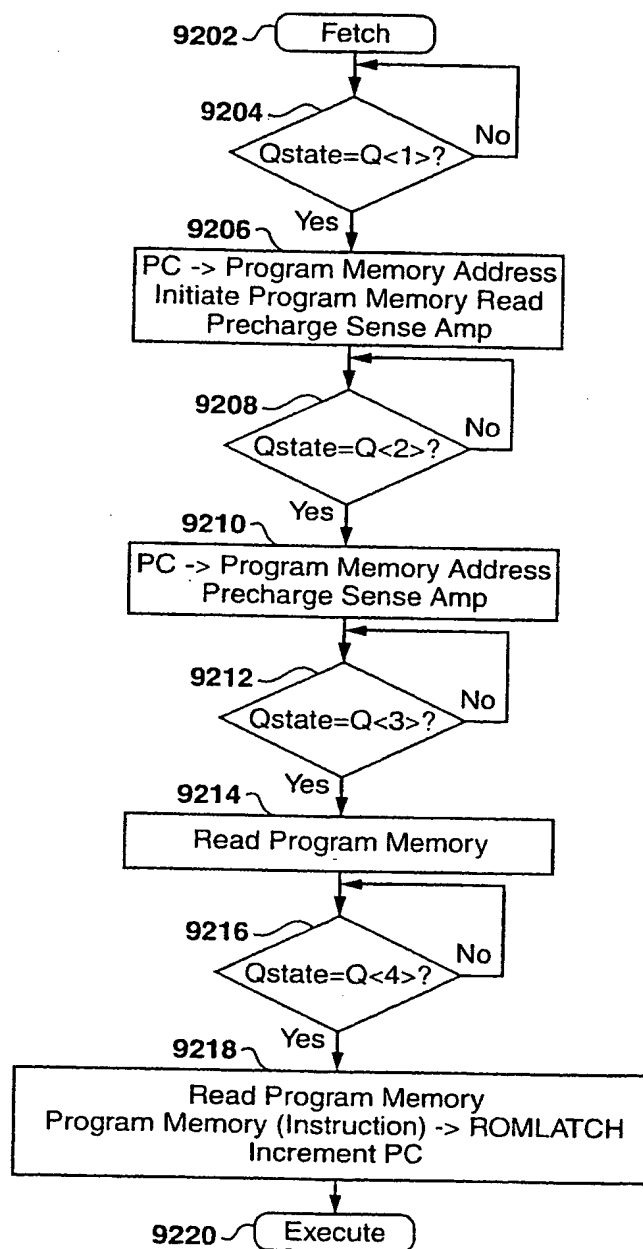 9202
Fetch
9204
Qstate=Q<1>?
No
Yes
9206
PC -> Program Memory Address
Initiate Program Memory Read
Precharge Sense Amp
9208
Qstate=Q<2>?
No
Yes
9210
PC -> Program Memory Address
Precharge Sense Amp
9212
Qstate=Q<3>?
No
Yes
9214
Read Program Memory
9216
Qstate=Q<4>?
No
Yes
9218
Read Program Memory
Program Memory (Instruction) -> ROMLATCH
Increment PC
9220
Execute